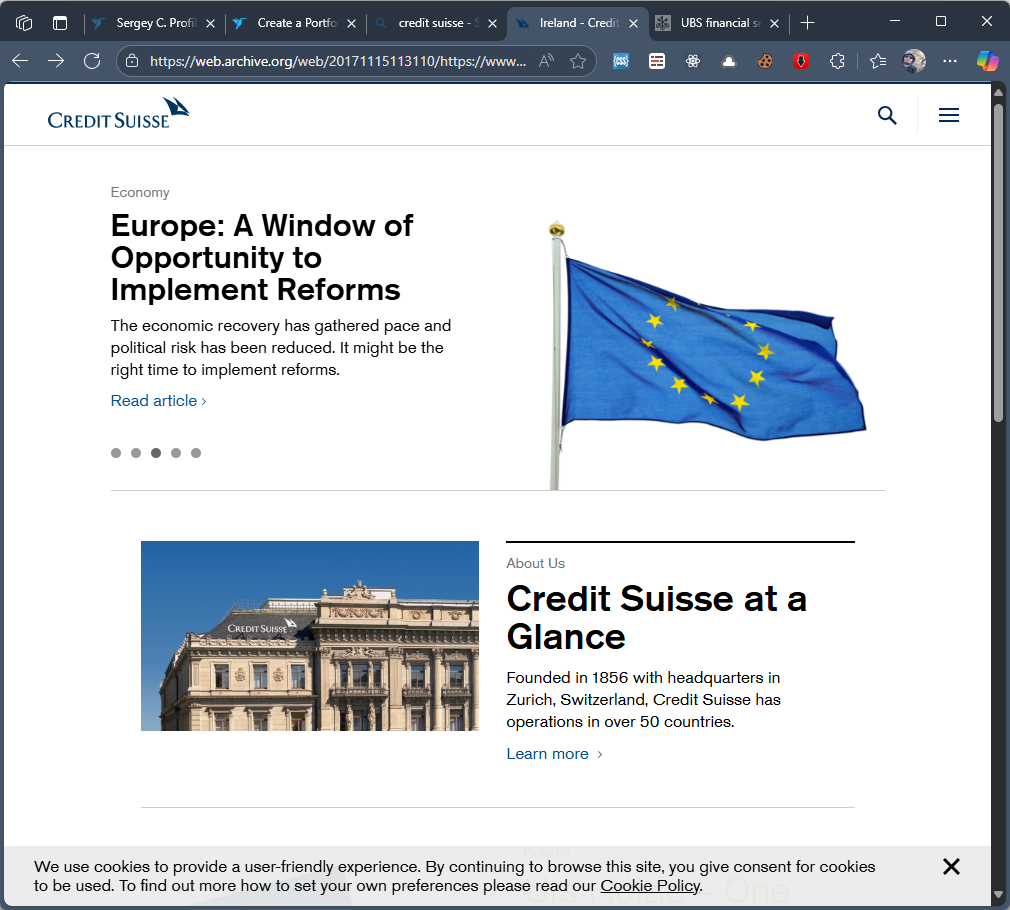 Sergey C. Profil
Create a Portfo
credit suisse - S
Ireland - Credit
UBS financial se
https://web.archive.org/web/20171115113110/https://www...
CREDIT SUISSE
Economy
Europe: A Window of
Opportunity to
Implement Reforms
The economic recovery has gathered pace and
political risk has been reduced. It might be the
right time to implement reforms.
Read article ›
CREDIT SUISSE
About Us
Credit Suisse at a
Glance
Founded in 1856 with headquarters in
Zurich, Switzerland, Credit Suisse has
operations in over 50 countries.
Learn more ›
Bulletin
We use cookies to provide a user-friendly experience. By continuing to browse this site, you give consent for cookies
to be used. To find out more how to set your own preferences please read our Cookie Policy.
One